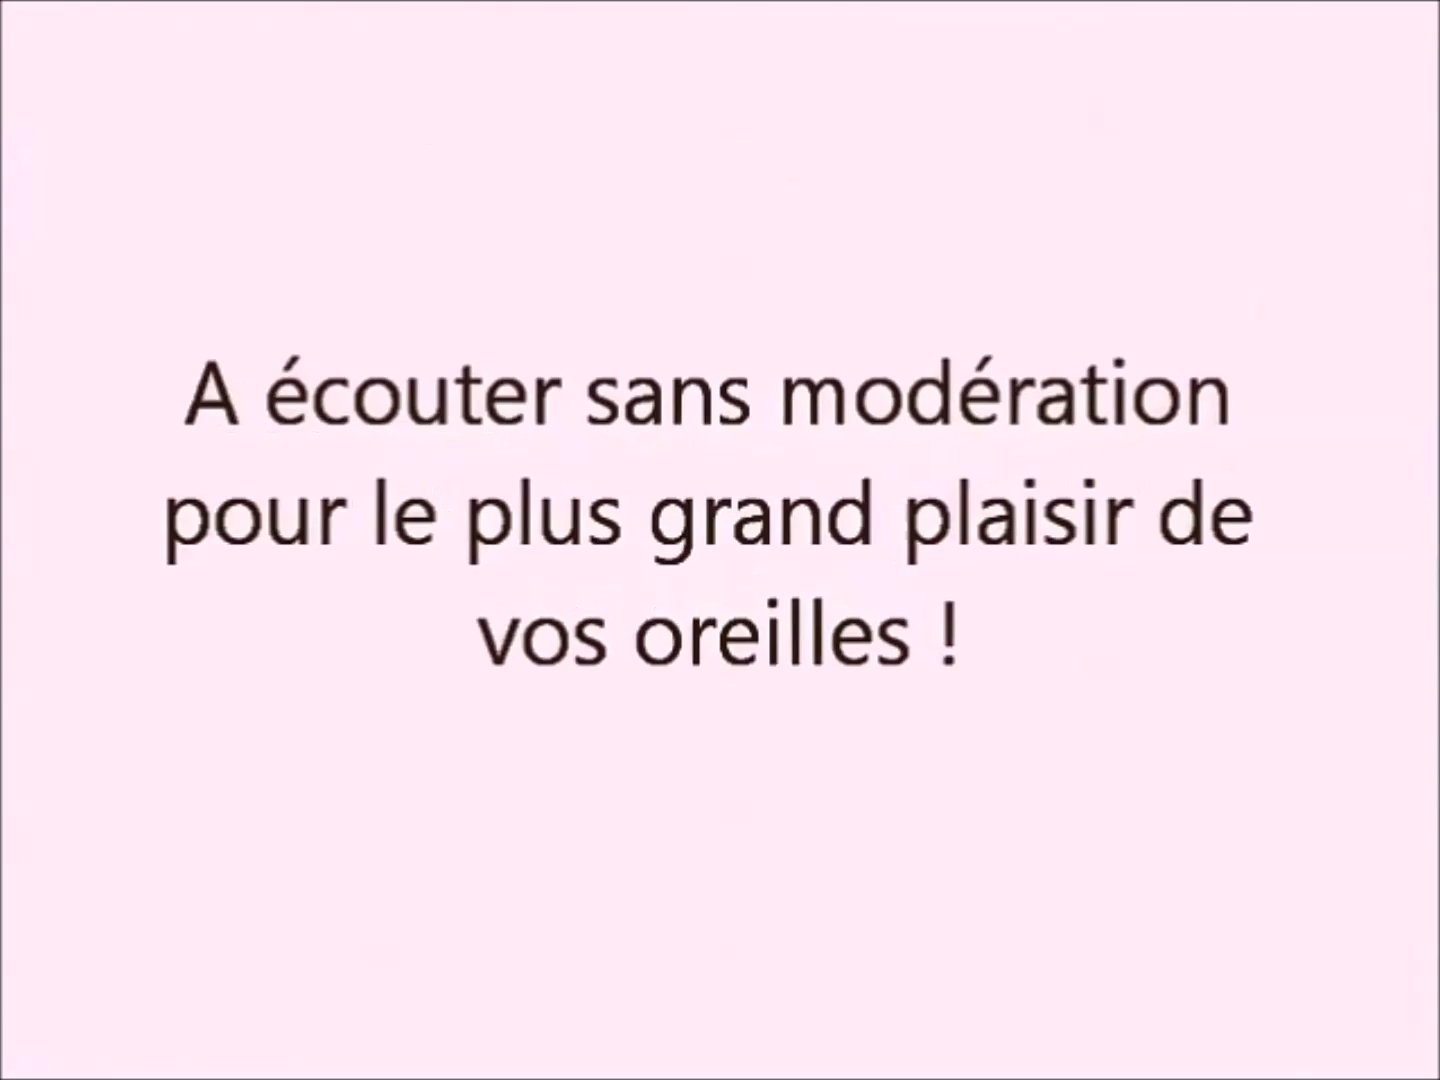 A écouter sans modération
pour le plus grand plaisir de
vos oreilles !